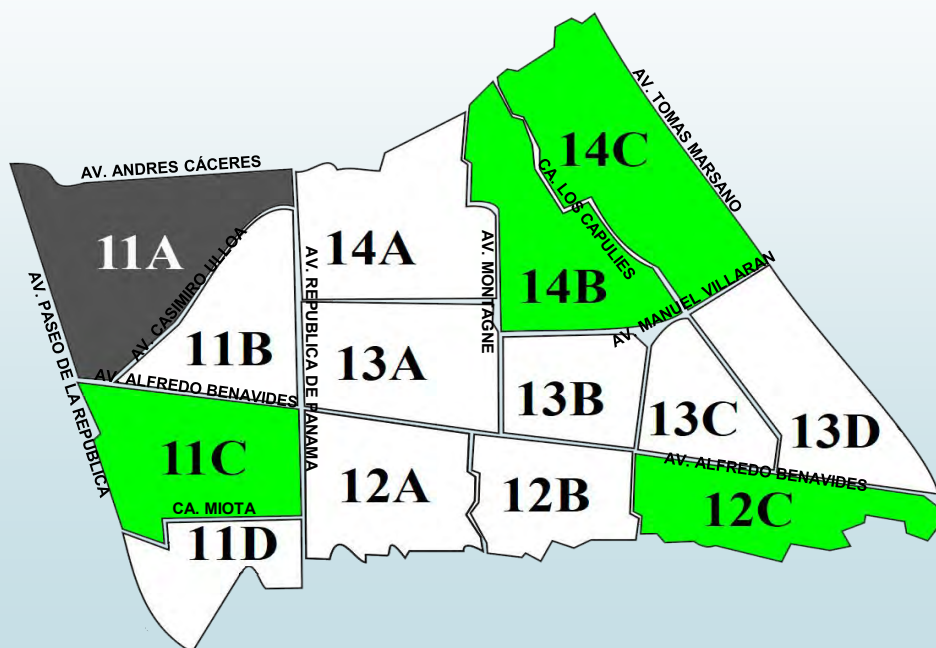 14C
AV. TOMAS MARSANO
AV. ANDRES CÁCERES
CA. LOS CAPULIES
11A
14A
AV. CASIMIRO ULLOA
AV. MONTAGNE
14B
AV. REPUBLICA DE PANAMA
AV. MANUEL VILLARAN
AV. PASEO DE LA REPUBLICA
11B
13A
AV. ALFREDO BENAVIDES
13B
13C
13D
11C
AV. ALFREDO BENAVIDES
12A
12B
12C
CA. MIOTA
11D